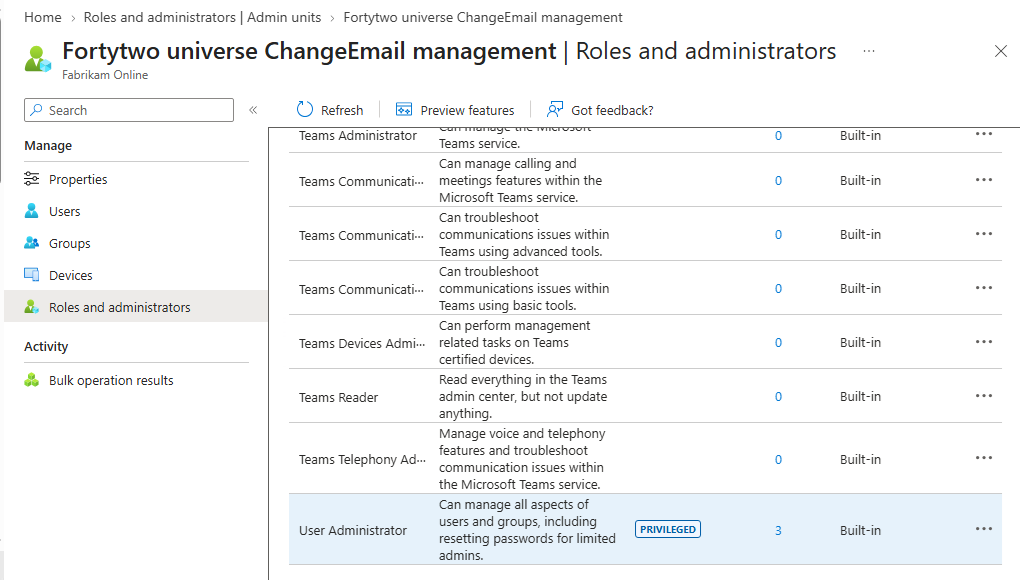 Home > Roles and administrators | Admin units > Fortytwo universe ChangeEmail management
Fortytwo universe ChangeEmail management | Roles and administrators ...
Fabrikam Online
Search
«
Refresh
Preview features
Got feedback?
Manage
Properties
Users
Groups
Devices
Roles and administrators
Activity
Bulk operation results
Teams Administrator
Can manage the Microsoft
Teams service.
0
Built-in
...
Teams Communicati...
Can manage calling and
meetings features within the
Microsoft Teams service.
0
Built-in
...
Teams Communicati...
Can troubleshoot
communications issues within
Teams using advanced tools.
0
Built-in
...
Teams Communicati...
Can troubleshoot
communications issues within
Teams using basic tools.
0
Built-in
...
Teams Devices Admi...
Can perform management
related tasks on Teams
certified devices.
0
Built-in
...
Teams Reader
Read everything in the Teams
admin center, but not update
anything.
0
Built-in
...
Teams Telephony Ad...
Manage voice and telephony
features and troubleshoot
communication issues within
the Microsoft Teams service.
0
Built-in
...
User Administrator
Can manage all aspects of
users and groups, including
resetting passwords for limited
admins.
PRIVILEGED
3
Built-in
...